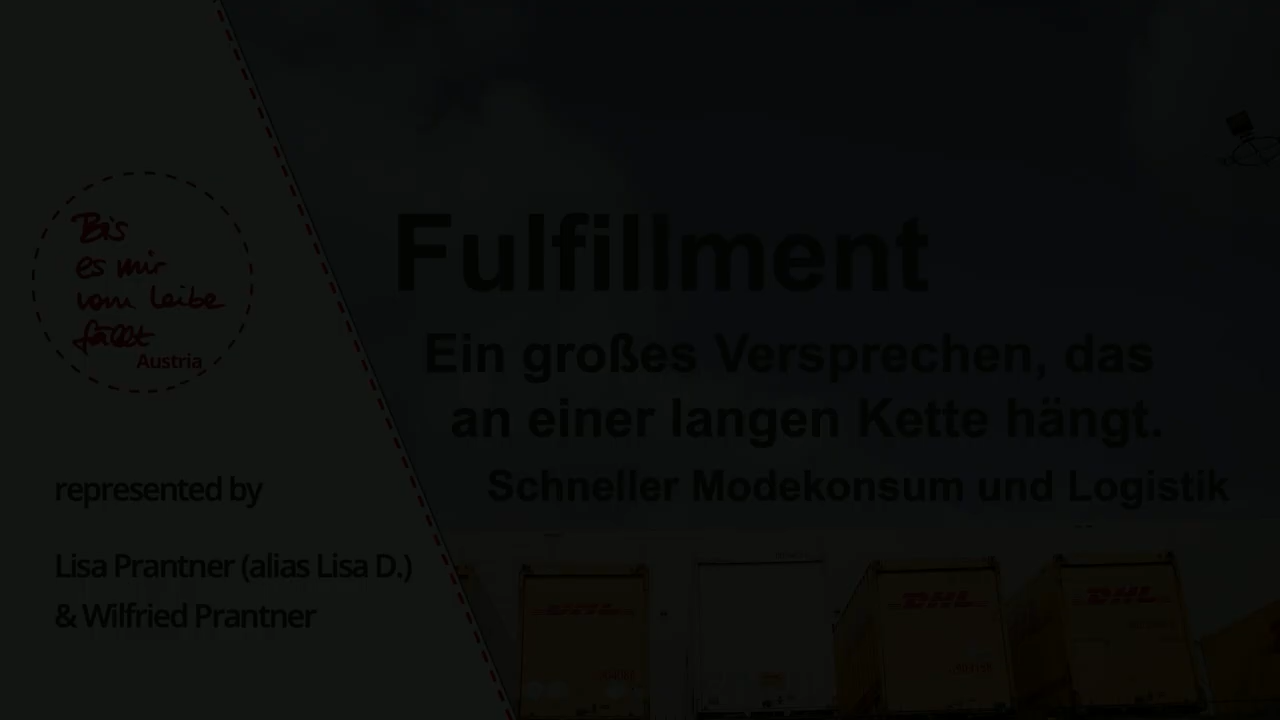 Bis
es mir
vom Leibe
fällt
Austria
represented by
Lisa Prantner (alias Lisa D.)
& Wilfried Prantner
Fulfillment
Ein großes Versprechen, das
an einer langen Kette hängt.
Schneller Modekonsum und Logistik
DHL
DHL
DHL